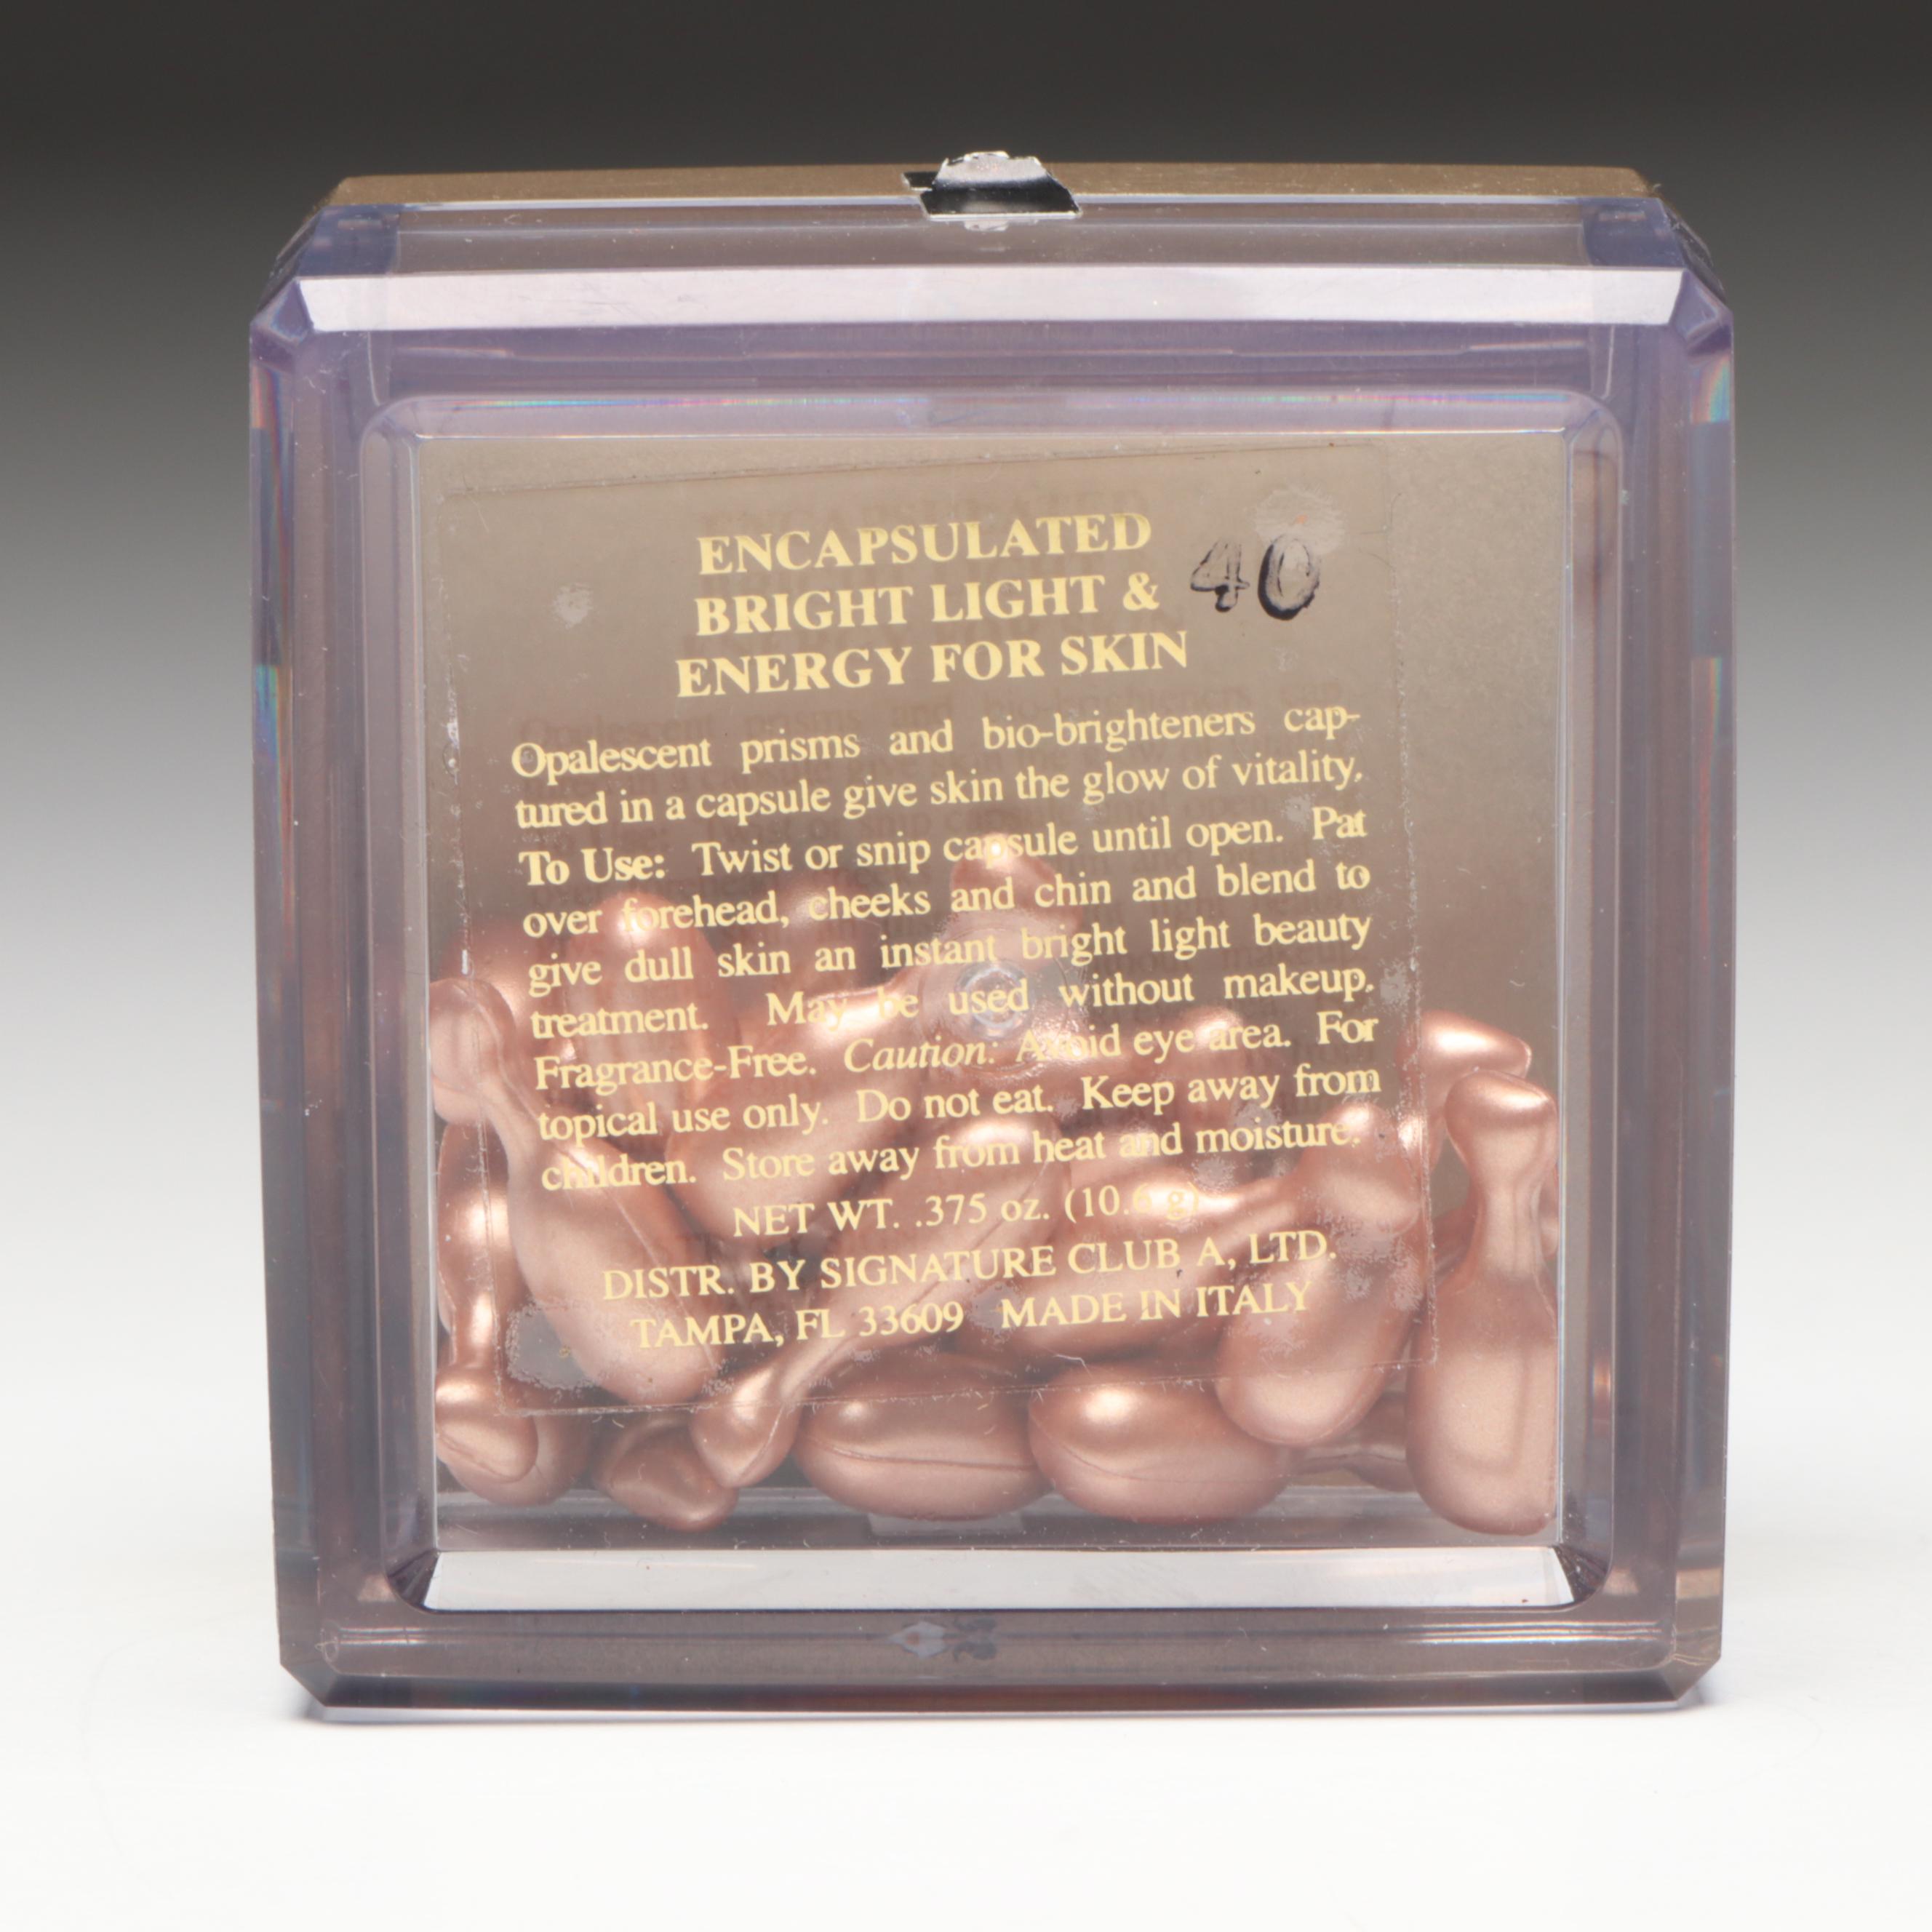 ENCAPSULATED
BRIGHT LIGHT & 40
ENERGY FOR SKIN
Opalescent prisms and bio-brighteners cap-
tured in a capsule give skin the glow of vitality.
To Use: Twist or snip capsule until open. Pat
over forehead, cheeks and chin and blend to
give dull skin an instant bright light beauty
treatment. May be used without makeup.
Fragrance-Free. Caution: Avoid eye area. For
topical use only. Do not eat. Keep away from
children. Store away from heat and moisture.
NET WT. .375 oz. (10.6 g)
DISTR. BY SIGNATURE CLUB A, LTD.
TAMPA, FL 33609 MADE IN ITALY